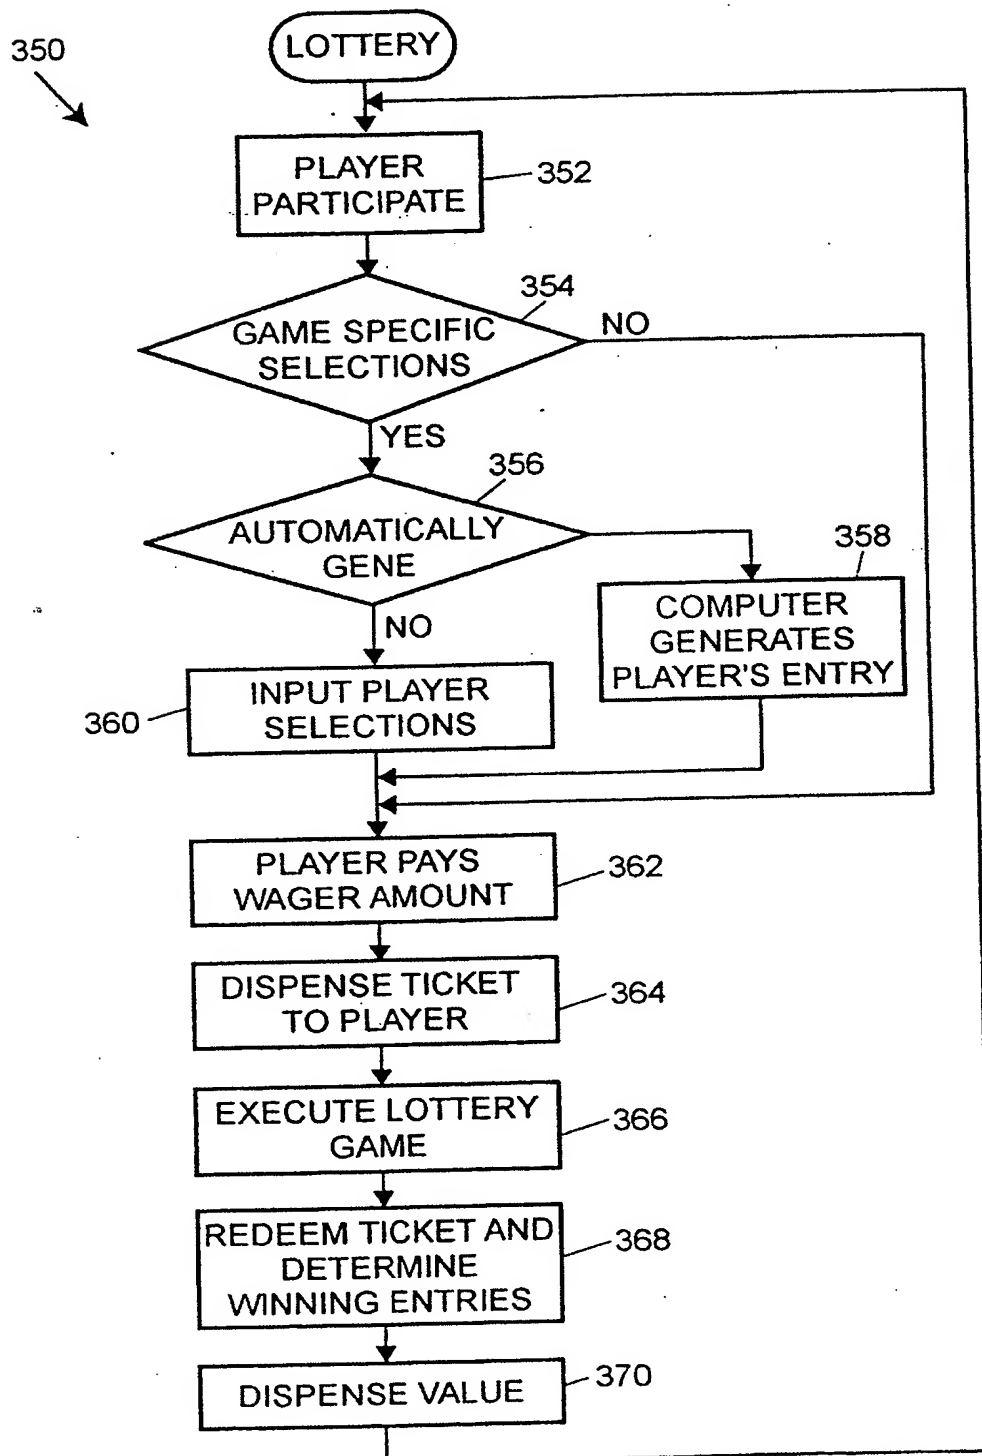 350
LOTTERY
PLAYER
PARTICIPATE
352
354
GAME SPECIFIC
SELECTIONS
NO
YES
356
AUTOMATICALLY
GENE
358
COMPUTER
GENERATES
PLAYER'S ENTRY
NO
360
INPUT PLAYER
SELECTIONS
PLAYER PAYS
WAGER AMOUNT
362
DISPENSE TICKET
TO PLAYER
364
EXECUTE LOTTERY
GAME
366
REDEEM TICKET AND
DETERMINE
WINNING ENTRIES
368
DISPENSE VALUE
370